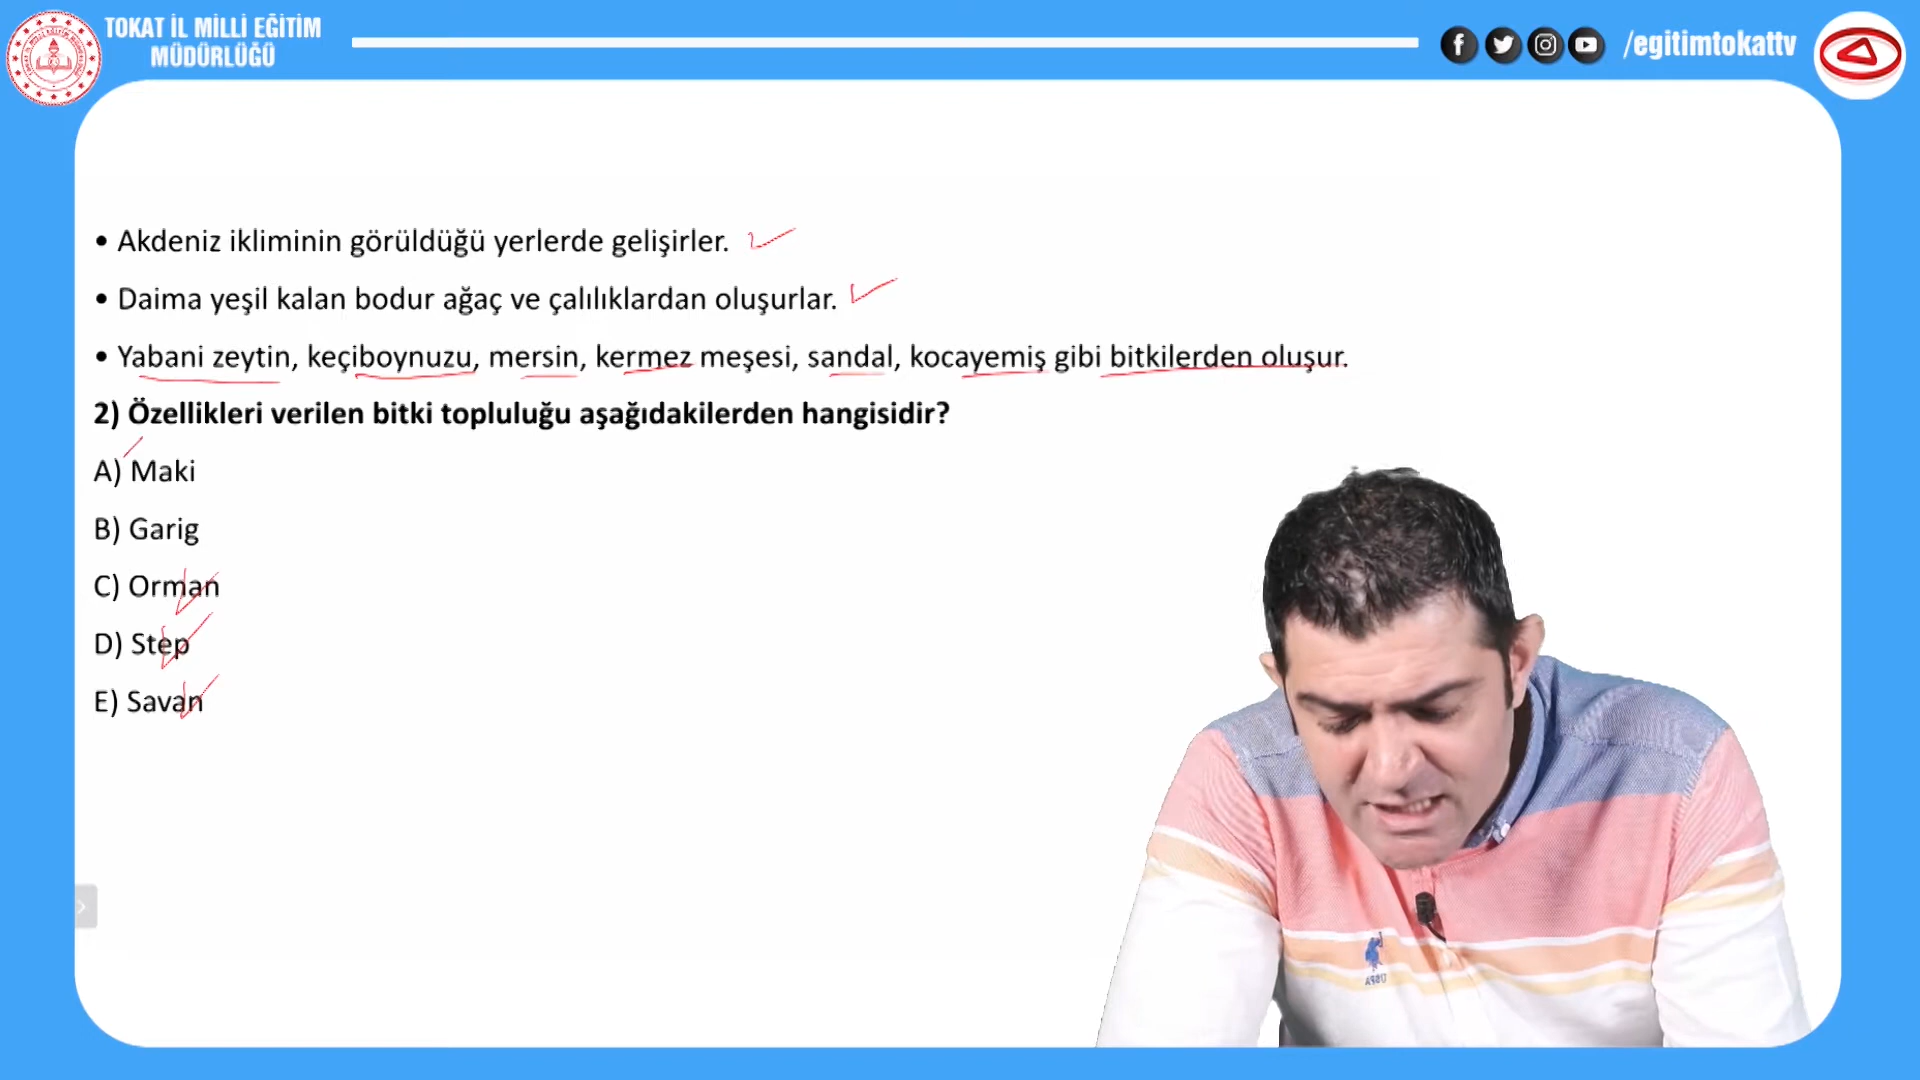 TOKAT İL MİLLİ EĞİTİM
MÜDÜRLÜĞÜ
/egitimtokattv
• Akdeniz ikliminin görüldüğü yerlerde gelişirler.
• Daima yeşil kalan bodur ağaç ve çalılıklardan oluşurlar.
• Yabani zeytin, keçiboynuzu, mersin, kermez meşesi, sandal, kocayemiş gibi bitkilerden oluşur.
2) Özellikleri verilen bitki topluluğu aşağıdakilerden hangisidir?
A) Maki
B) Garig
C) Orman
D) Step
E) Savan